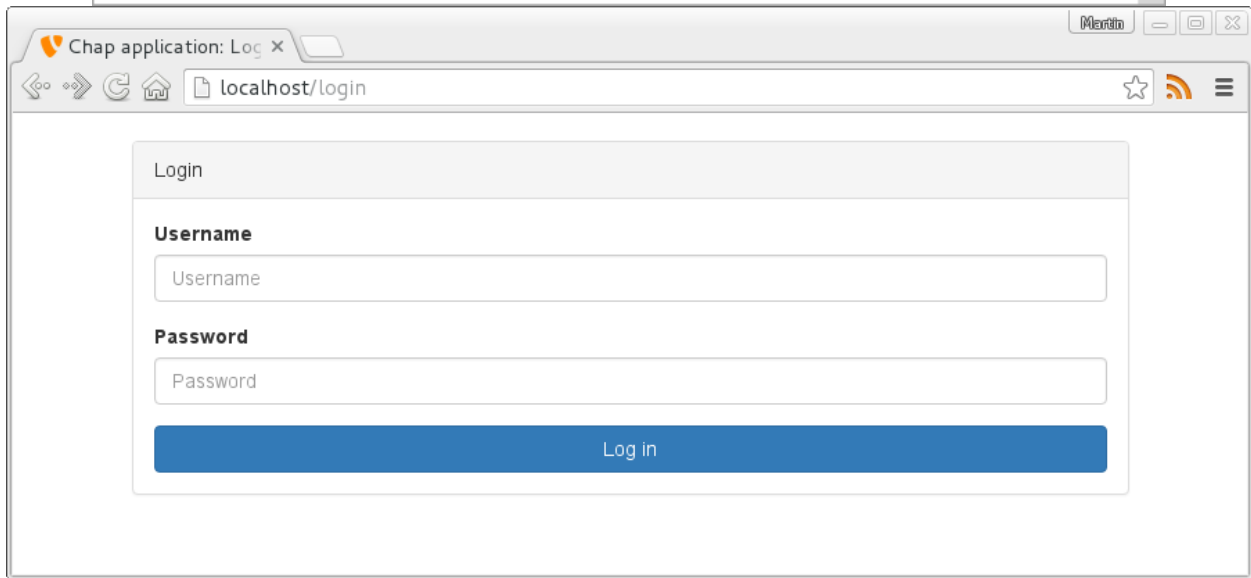 Martin
Chap application: Log
localhost/login
Login
Username
Username
Password
Password
Log in